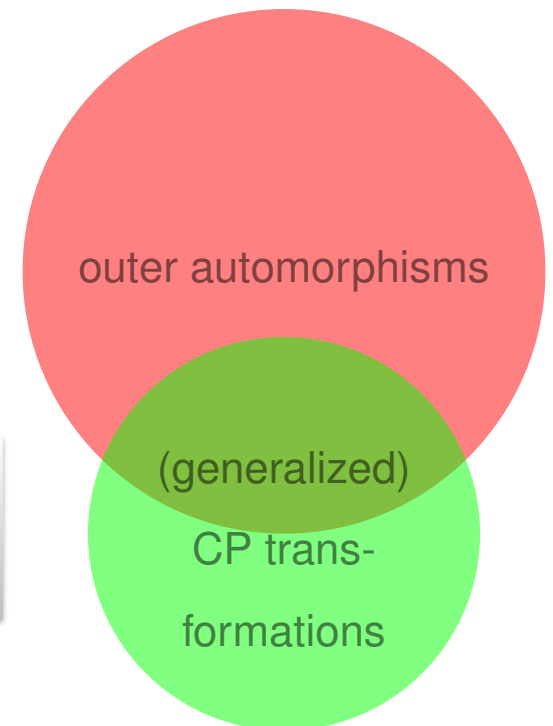 outer automorphisms
(generalized)
CP trans-
formations